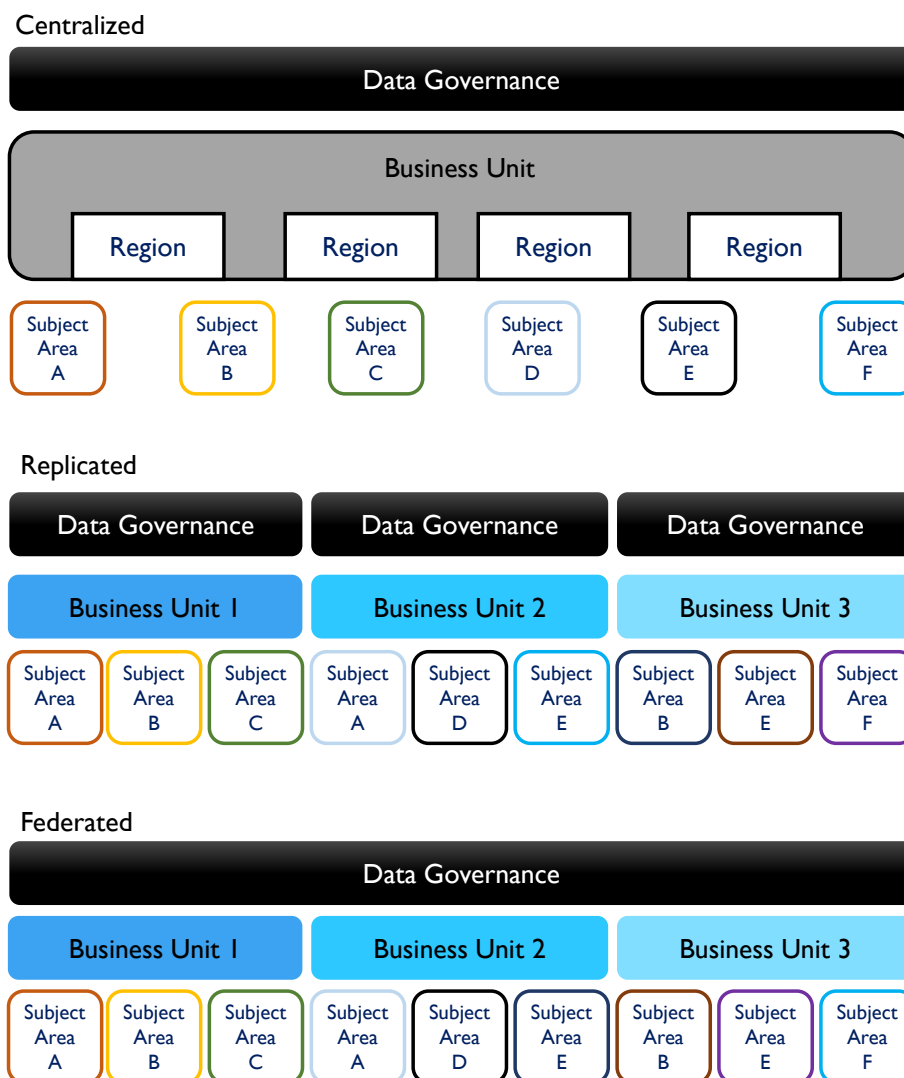 Centralized
Data Governance
Business Unit
Region Region Region Region
Subject Subject Subject Subject Subject Subject
Area Area Area Area Area Area
A B C D E F
Replicated
Data Governance Data Governance Data Governance
Business Unit 1 Business Unit 2 Business Unit 3
Subject Subject Subject Subject Subject Subject Subject Subject Subject
Area Area Area Area Area Area Area Area Area
A B C A D E B E F
Federated
Data Governance
Business Unit 1 Business Unit 2 Business Unit 3
Subject Subject Subject Subject Subject Subject Subject Subject Subject
Area Area Area Area Area Area Area Area Area
A B C A D E B E F